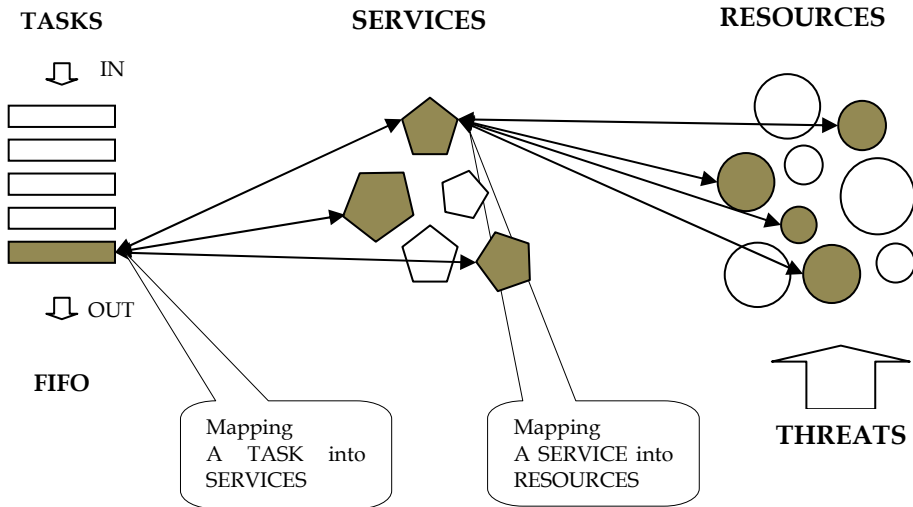 TASKS
SERVICES
RESOURCES
IN
OUT
FIFO
Mapping
A TASK into
SERVICES
Mapping
A SERVICE into
RESOURCES
THREATS